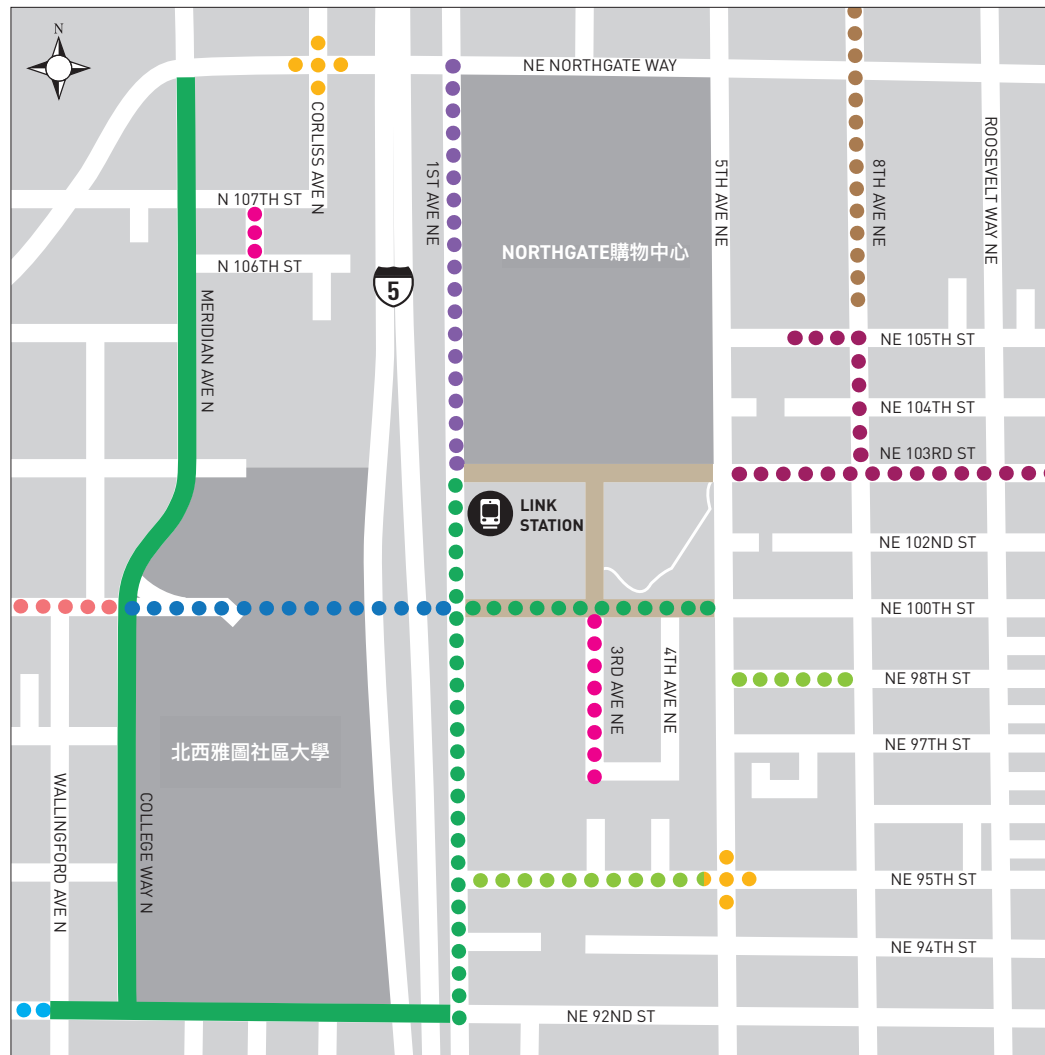 N
NE NORTHGATE WAY
CORLISS AVE N
1ST AVE NE
5TH AVE NE
8TH AVE NE
ROOSEVELT WAY NE
N 107TH ST
NORTHGATE購物中心
N 106TH ST
5
MERIDIAN AVE N
NE 105TH ST
NE 104TH ST
NE 103RD ST
LINK
STATION
NE 102ND ST
NE 100TH ST
3RD AVE NE
4TH AVE NE
NE 98TH ST
北西雅圖社區大學
NE 97TH ST
WALLINGFORD AVE N
COLLEGE WAY N
NE 95TH ST
NE 94TH ST
NE 92ND ST